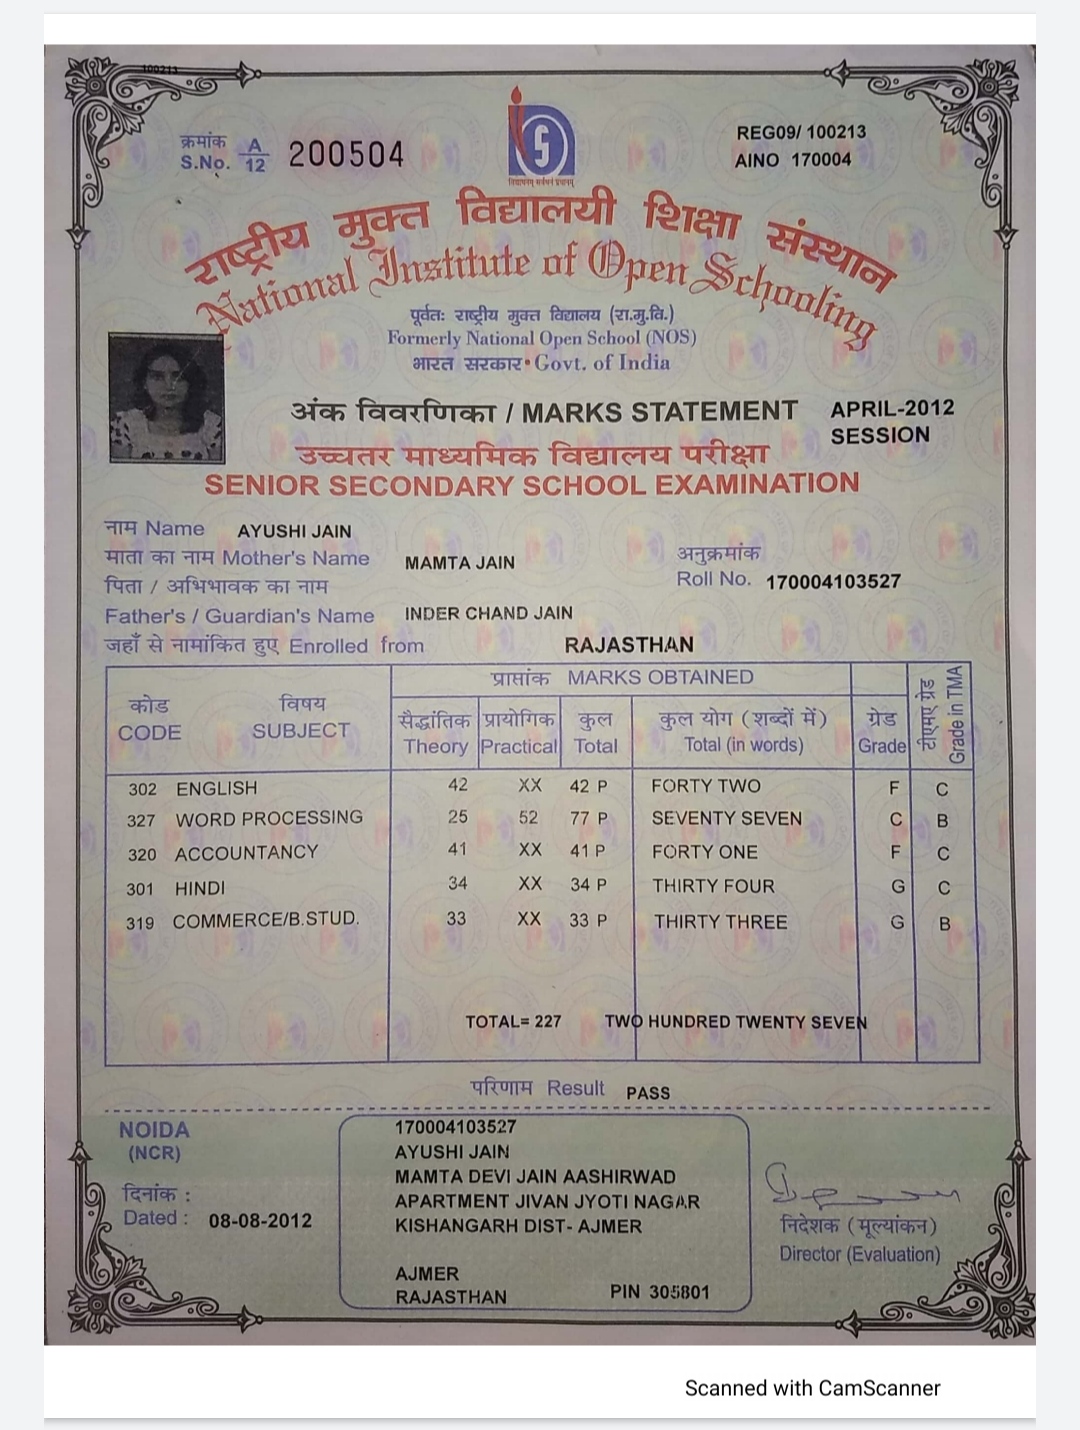 100213
क्रमांक
S.No. A/12 200504
REG09/ 100213
AINO 170004
राष्ट्रीय मुक्त विद्यालयी शिक्षा संस्थान
National Institute of Open Schooling
पूर्वतः राष्ट्रीय मुक्त विद्यालय (रा.मु.वि.)
Formerly National Open School (NOS)
भारत सरकार • Govt. of India
अंक विवरणिका / MARKS STATEMENT
APRIL-2012
SESSION
उच्चतर माध्यमिक विद्यालय परीक्षा
SENIOR SECONDARY SCHOOL EXAMINATION
नाम Name AYUSHI JAIN
माता का नाम Mother's Name MAMTA JAIN
अनुक्रमांक
Roll No. 170004103527
पिता / अभिभावक का नाम
Father's / Guardian's Name INDER CHAND JAIN
जहाँ से नामांकित हुए Enrolled from RAJASTHAN
कोड विषय
CODE SUBJECT
प्राप्तांक MARKS OBTAINED
सैद्धांतिक प्रायोगिक कुल कुल योग (शब्दों में) ग्रेड
Theory Practical Total Total (in words) Grade
टीएमए ग्रेड
Grade in TMA
302 ENGLISH 42 XX 42 P FORTY TWO F C
327 WORD PROCESSING 25 52 77 P SEVENTY SEVEN C B
320 ACCOUNTANCY 41 XX 41 P FORTY ONE F C
301 HINDI 34 XX 34 P THIRTY FOUR G C
319 COMMERCE/B.STUD. 33 XX 33 P THIRTY THREE G B
TOTAL= 227 TWO HUNDRED TWENTY SEVEN
परिणाम Result PASS
NOIDA
(NCR)
दिनांक :
Dated : 08-08-2012
170004103527
AYUSHI JAIN
MAMTA DEVI JAIN AASHIRWAD
APARTMENT JIVAN JYOTI NAGAR
KISHANGARH DIST- AJMER
AJMER
RAJASTHAN PIN 305801
निदेशक (मूल्यांकन)
Director (Evaluation)
Scanned with CamScanner